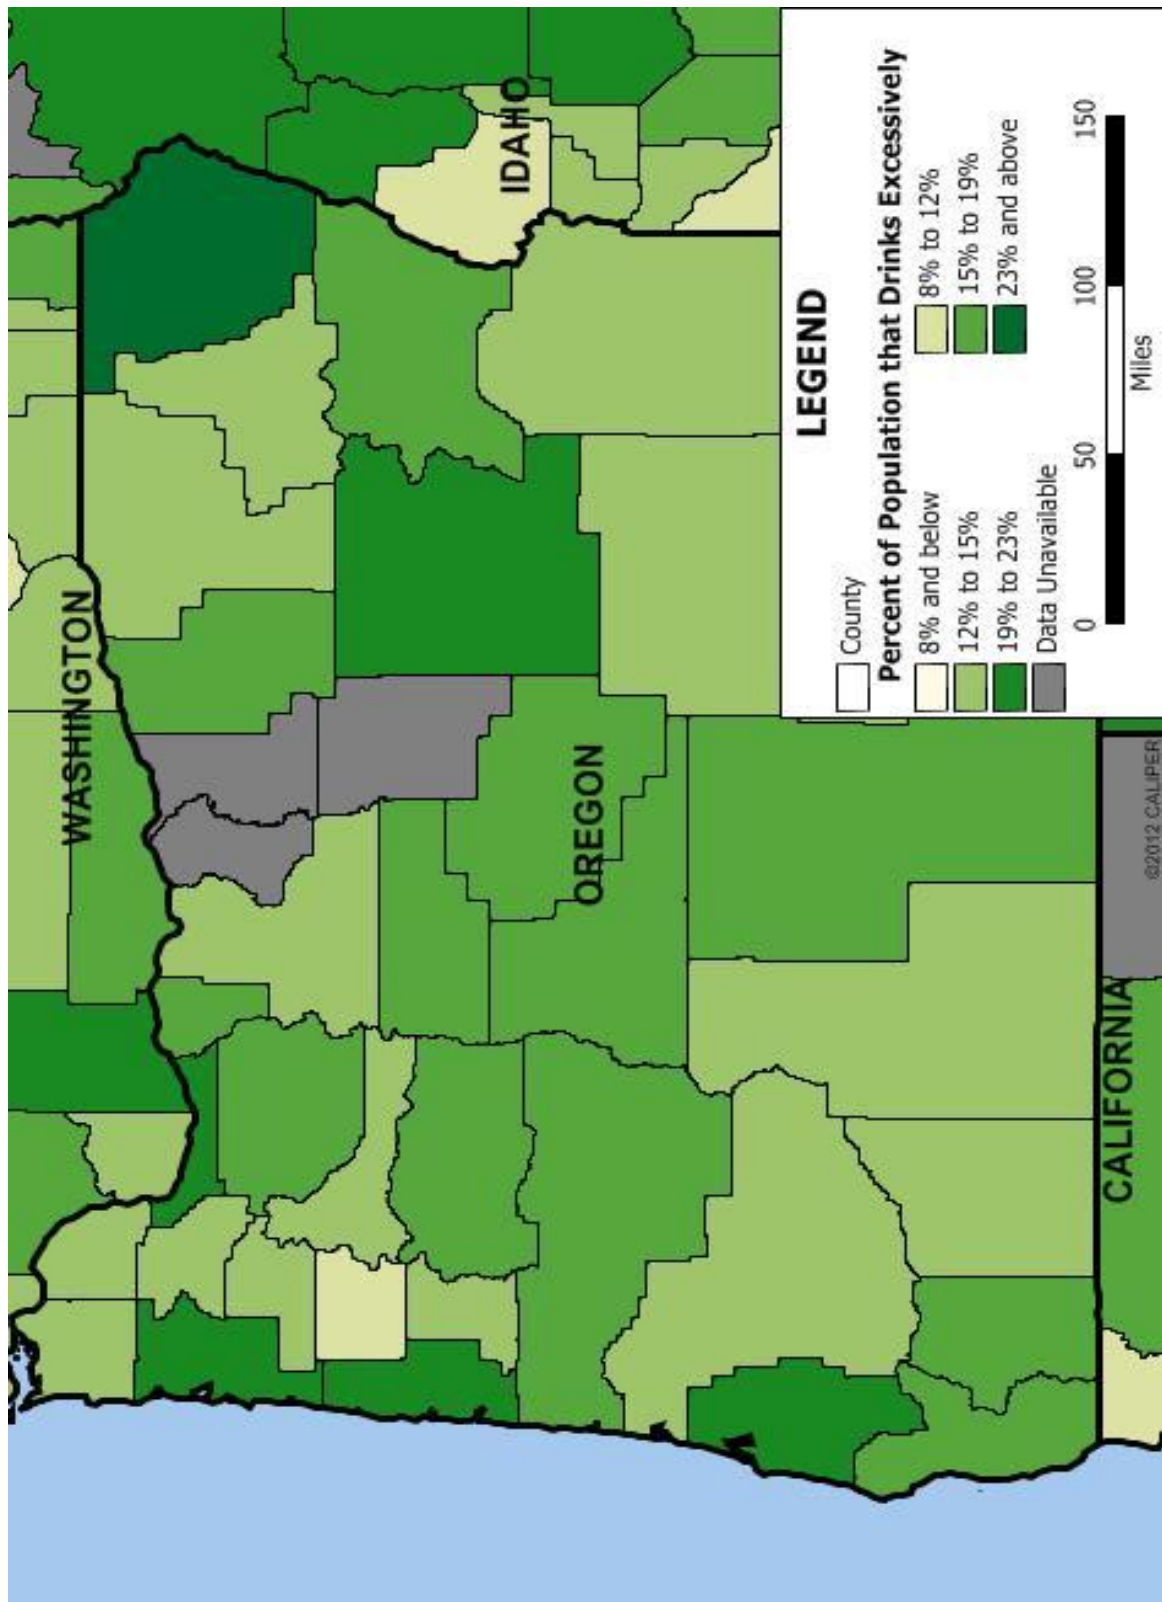 WASHINGTON
IDAHO
OREGON
CALIFORNIA
LEGEND
County
Percent of Population that Drinks Excessively
8% and below
8% to 12%
12% to 15%
15% to 19%
19% to 23%
23% and above
Data Unavailable
0 50 100 150
Miles
©2012 CALIPER